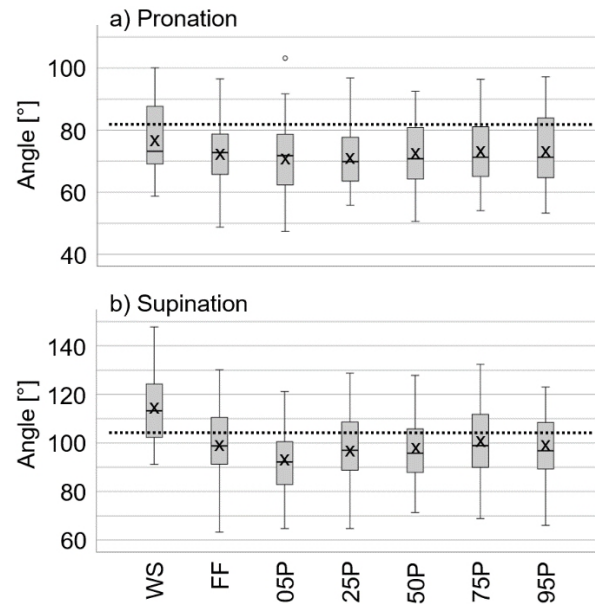 a) Pronation
Angle [°]
100
80
60
40
b) Supination
Angle [°]
140
120
100
80
60
WS FF 05P 25P 50P 75P 95P